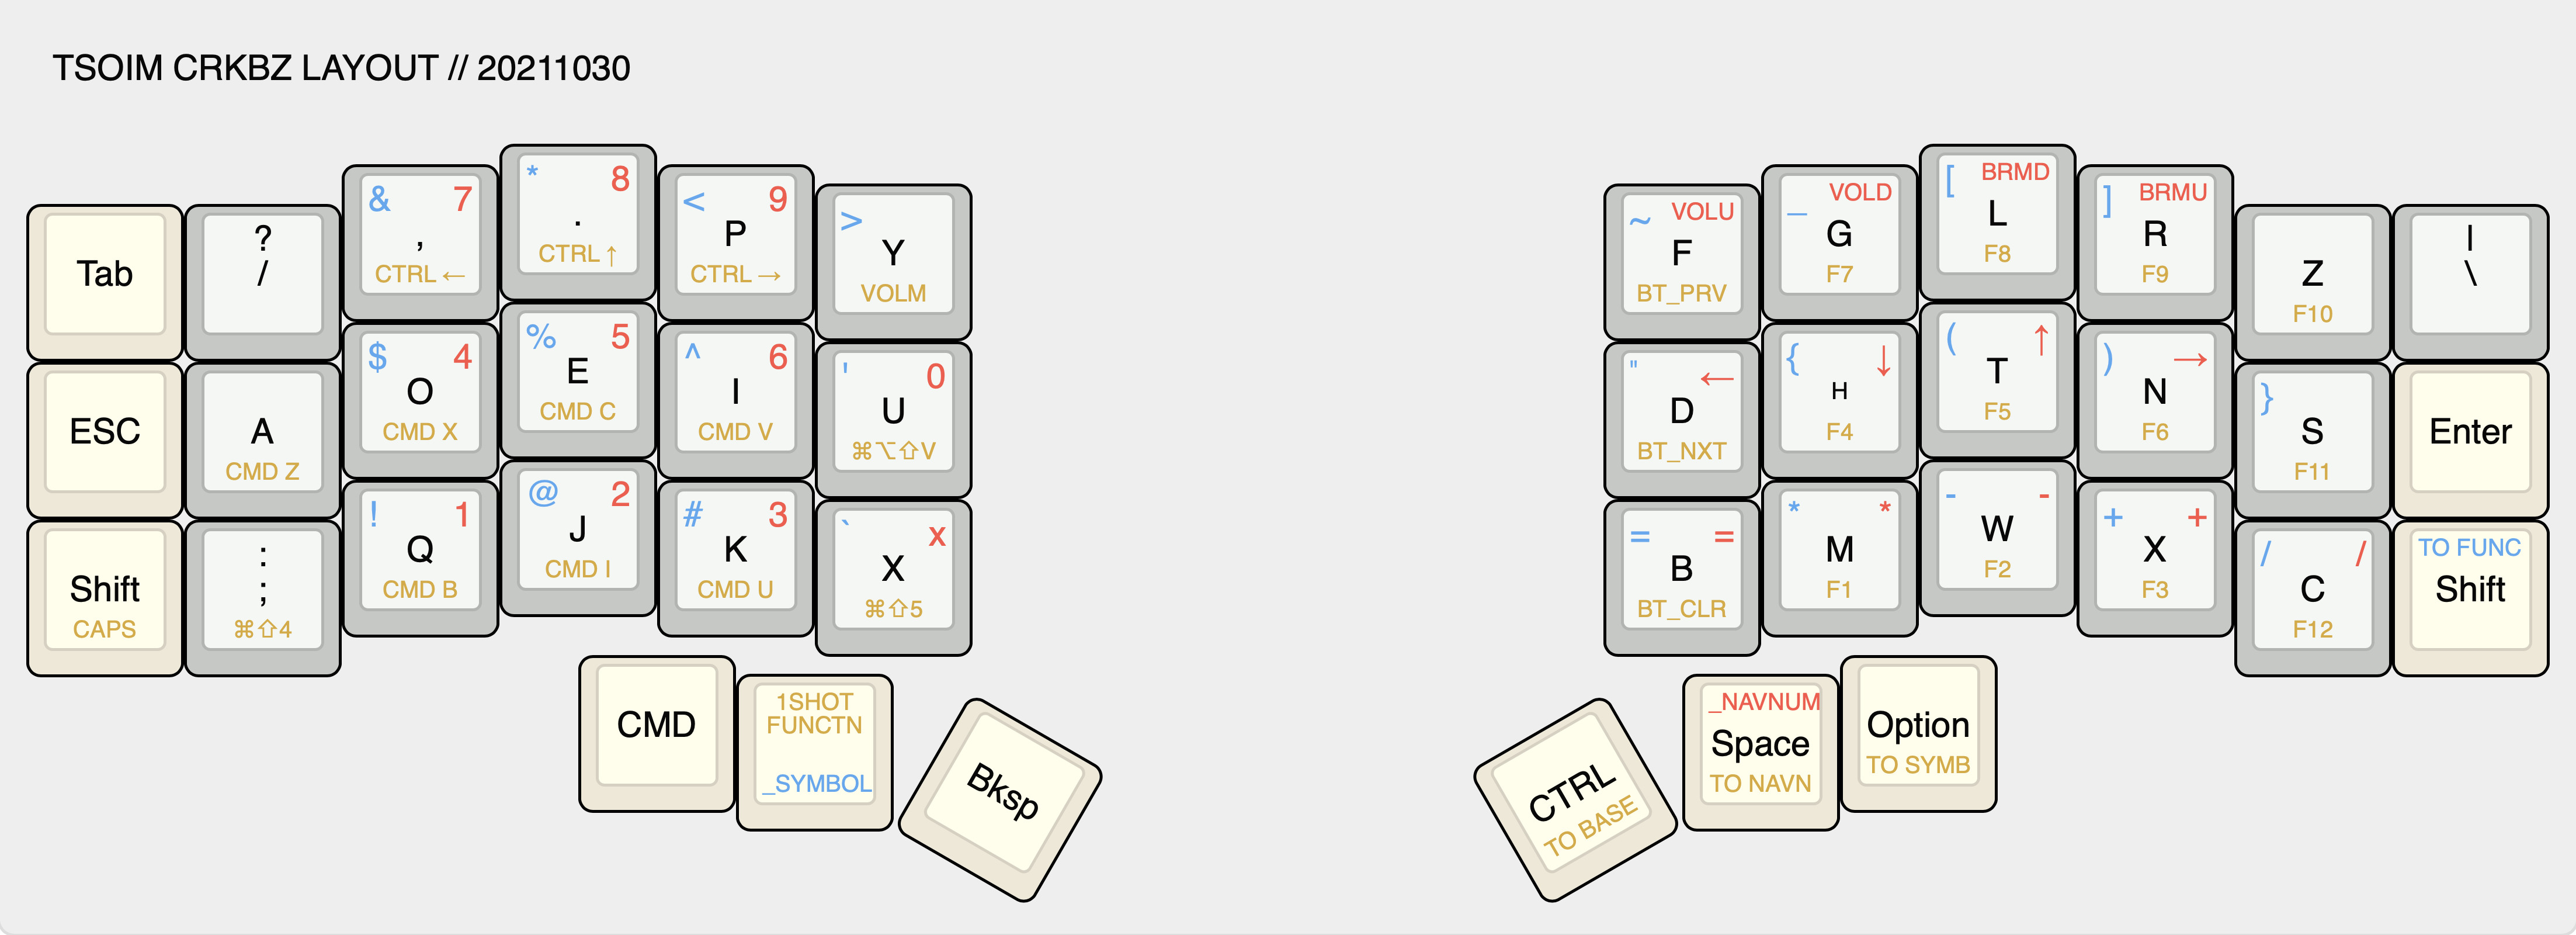 TSOIM CRKBZ LAYOUT // 20211030
Tab
?
/
& 7
,
CTRL ←
* 8
.
CTRL ↑
< 9
P
CTRL →
>
Y
VOLM
~ VOLU
F
BT_PRV
_ VOLD
G
F7
[ BRMD
L
F8
] BRMU
R
F9
Z
F10
|
\
ESC
A
CMD Z
$ 4
O
CMD X
% 5
E
CMD C
^ 6
I
CMD V
' 0
U
⌘⌥⇧V
" ←
D
BT_NXT
{ ↓
H
F4
( ↑
T
F5
) →
N
F6
}
S
F11
Enter
Shift
CAPS
:
;
⌘⇧4
! 1
Q
CMD B
@ 2
J
CMD I
# 3
K
CMD U
` x
X
⌘⇧5
= =
B
BT_CLR
* *
M
F1
- -
W
F2
+ +
X
F3
/ /
C
F12
TO FUNC
Shift
CMD
1SHOT
FUNCTN
_SYMBOL
Bksp
CTRL
TO BASE
_NAVNUM
Space
TO NAVN
Option
TO SYMB